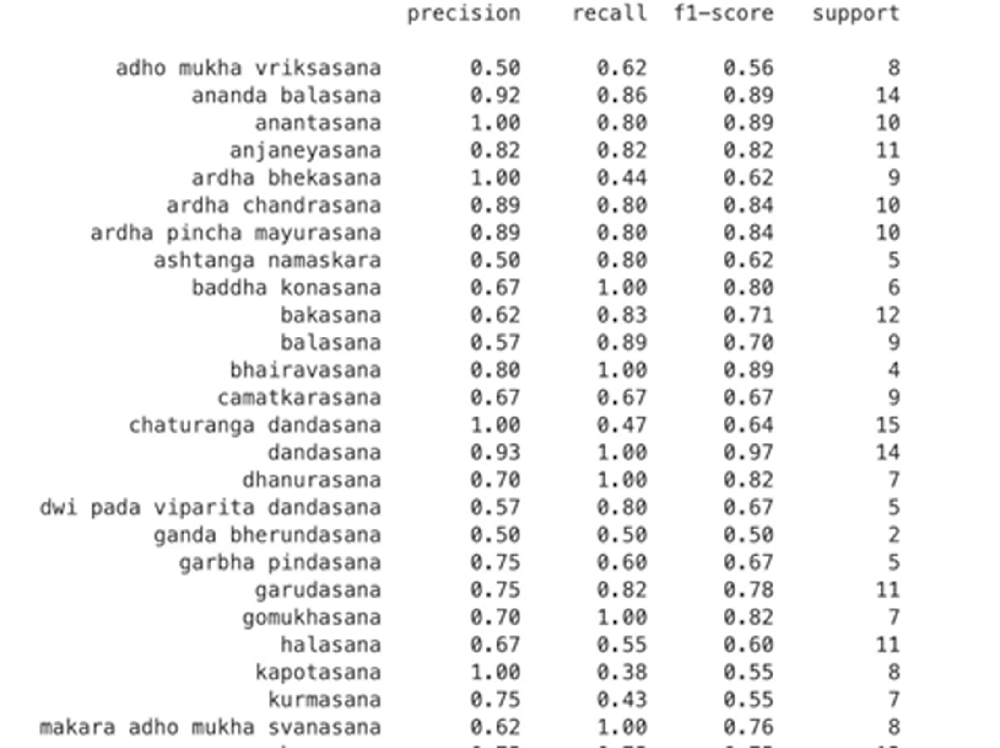 precision recall f1-score support
adho mukha vriksasana 0.50 0.62 0.56 8
ananda balasana 0.92 0.86 0.89 14
anantasana 1.00 0.80 0.89 10
anjaneyasana 0.82 0.82 0.82 11
ardha bhekasana 1.00 0.44 0.62 9
ardha chandrasana 0.89 0.80 0.84 10
ardha pincha mayurasana 0.89 0.80 0.84 10
ashtanga namaskara 0.50 0.80 0.62 5
baddha konasana 0.67 1.00 0.80 6
bakasana 0.62 0.83 0.71 12
balasana 0.57 0.89 0.70 9
bhairavasana 0.80 1.00 0.89 4
camatkarasana 0.67 0.67 0.67 9
chaturanga dandasana 1.00 0.47 0.64 15
dandasana 0.93 1.00 0.97 14
dhanurasana 0.70 1.00 0.82 7
dwi pada viparita dandasana 0.57 0.80 0.67 5
ganda bherundasana 0.50 0.50 0.50 2
garbha pindasana 0.75 0.60 0.67 5
garudasana 0.75 0.82 0.78 11
gomukhasana 0.70 1.00 0.82 7
halasana 0.67 0.55 0.60 11
kapotasana 1.00 0.38 0.55 8
kurmasana 0.75 0.43 0.55 7
makara adho mukha svanasana 0.62 1.00 0.76 8